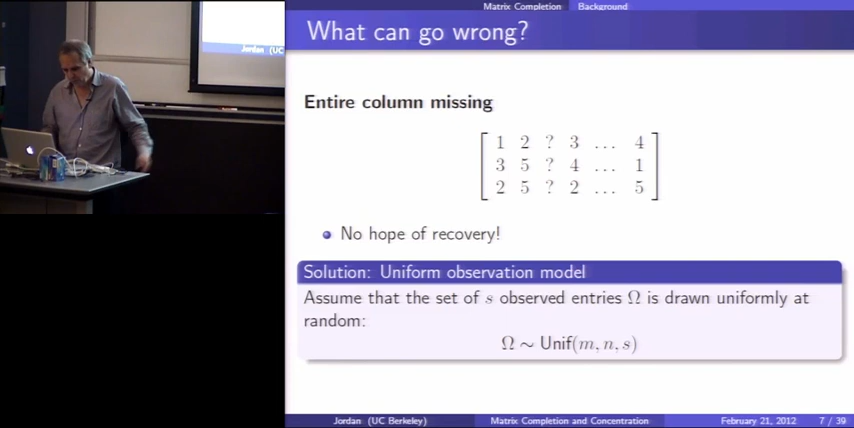 Matrix Completion Background
What can go wrong?
Entire column missing
1 2 ? 3 ... 4
3 5 ? 4 ... 1
2 5 ? 2 ... 5
No hope of recovery!
Solution: Uniform observation model
Assume that the set of s observed entries Ω is drawn uniformly at
random:
Ω ∼ Unif(m, n, s)
Jordan (UC Berkeley) Matrix Completion and Concentration February 21, 2012 7 / 39
Jordan (UC